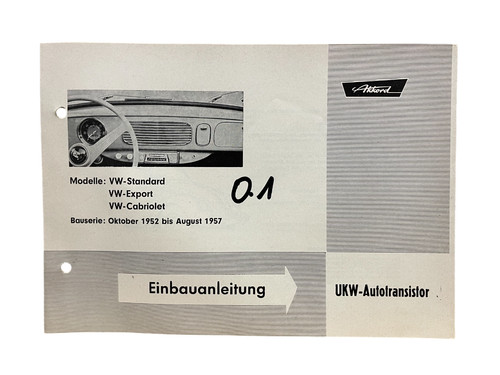 Akkord
Modelle: VW-Standard
VW-Export
VW-Cabriolet
0.1
Bauserie: Oktober 1952 bis August 1957
Einbauanleitung
UKW-Autotransistor